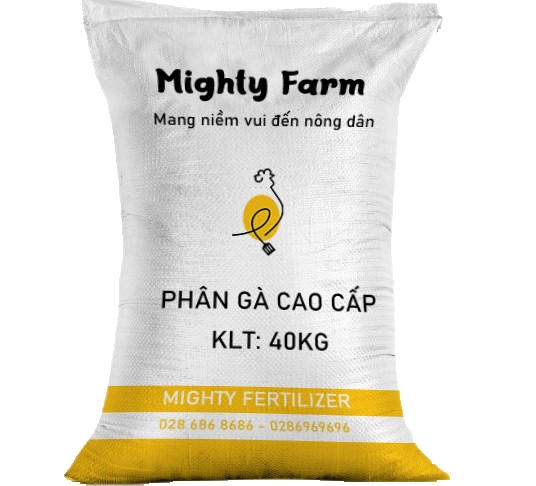 Mighty Farm
Mang niềm vui đến nông dân
PHÂN GÀ CAO CẤP
KLT: 40KG
MIGHTY FERTILIZER
028 686 8686 - 0286969696